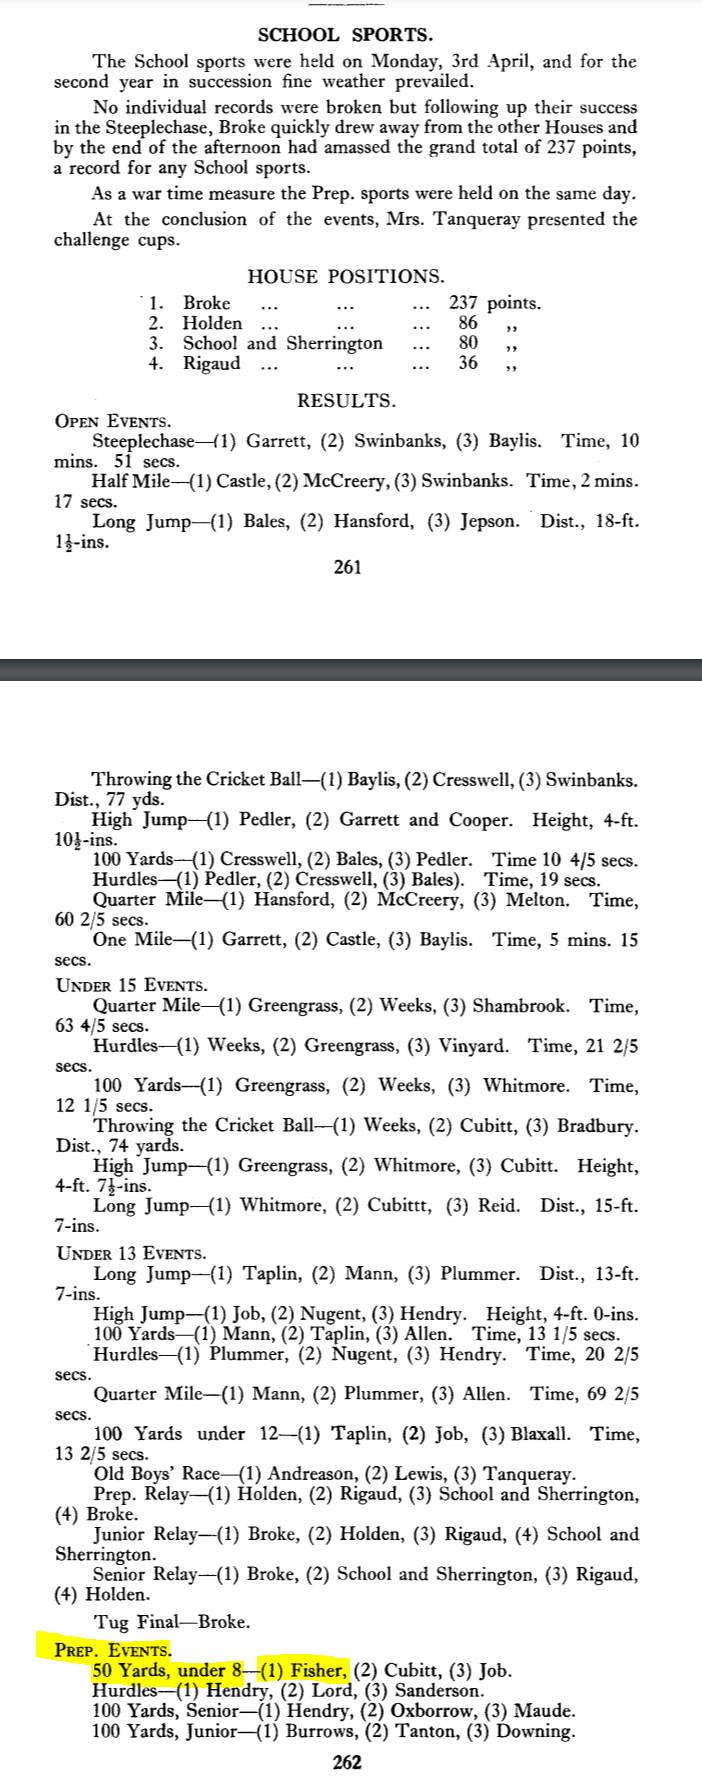 SCHOOL SPORTS.
The School sports were held on Monday, 3rd April, and for the
second year in succession fine weather prevailed.
No individual records were broken but following up their success
in the Steeplechase, Broke quickly drew away from the other Houses and
by the end of the afternoon had amassed the grand total of 237 points,
a record for any School sports.
As a war time measure the Prep. sports were held on the same day.
At the conclusion of the events, Mrs. Tanqueray presented the
challenge cups.
HOUSE POSITIONS.
1. Broke ... ... ... 237 points.
2. Holden ... ... ... 86 ,,
3. School and Sherrington ... 80 ,,
4. Rigaud ... ... ... 36 ,,
RESULTS.
OPEN EVENTS.
Steeplechase—(1) Garrett, (2) Swinbanks, (3) Baylis. Time, 10
mins. 51 secs.
Half Mile—(1) Castle, (2) McCreery, (3) Swinbanks. Time, 2 mins.
17 secs.
Long Jump—(1) Bales, (2) Hansford, (3) Jepson. Dist., 18-ft.
1½-ins.
261
Throwing the Cricket Ball—(1) Baylis, (2) Cresswell, (3) Swinbanks.
Dist., 77 yds.
High Jump—(1) Pedler, (2) Garrett and Cooper. Height, 4-ft.
10½-ins.
100 Yards—(1) Cresswell, (2) Bales, (3) Pedler. Time 10 4/5 secs.
Hurdles—(1) Pedler, (2) Cresswell, (3) Bales). Time, 19 secs.
Quarter Mile—(1) Hansford, (2) McCreery, (3) Melton. Time,
60 2/5 secs.
One Mile—(1) Garrett, (2) Castle, (3) Baylis. Time, 5 mins. 15
secs.
UNDER 15 EVENTS.
Quarter Mile—(1) Greengrass, (2) Weeks, (3) Shambrook. Time,
63 4/5 secs.
Hurdles—(1) Weeks, (2) Greengrass, (3) Vinyard. Time, 21 2/5
secs.
100 Yards—(1) Greengrass, (2) Weeks, (3) Whitmore. Time,
12 1/5 secs.
Throwing the Cricket Ball—(1) Weeks, (2) Cubitt, (3) Bradbury.
Dist., 74 yards.
High Jump—(1) Greengrass, (2) Whitmore, (3) Cubitt. Height,
4-ft. 7½-ins.
Long Jump—(1) Whitmore, (2) Cubittt, (3) Reid. Dist., 15-ft.
7-ins.
UNDER 13 EVENTS.
Long Jump—(1) Taplin, (2) Mann, (3) Plummer. Dist., 13-ft.
7-ins.
High Jump—(1) Job, (2) Nugent, (3) Hendry. Height, 4-ft. 0-ins.
100 Yards—(1) Mann, (2) Taplin, (3) Allen. Time, 13 1/5 secs.
Hurdles—(1) Plummer, (2) Nugent, (3) Hendry. Time, 20 2/5
secs.
Quarter Mile—(1) Mann, (2) Plummer, (3) Allen. Time, 69 2/5
secs.
100 Yards under 12—(1) Taplin, (2) Job, (3) Blaxall. Time,
13 2/5 secs.
Old Boys' Race—(1) Andreason, (2) Lewis, (3) Tanqueray.
Prep. Relay—(1) Holden, (2) Rigaud, (3) School and Sherrington,
(4) Broke.
Junior Relay—(1) Broke, (2) Holden, (3) Rigaud, (4) School and
Sherrington.
Senior Relay—(1) Broke, (2) School and Sherrington, (3) Rigaud,
(4) Holden.
Tug Final—Broke.
PREP. EVENTS.
50 Yards, under 8—(1) Fisher, (2) Cubitt, (3) Job.
Hurdles—(1) Hendry, (2) Lord, (3) Sanderson.
100 Yards, Senior—(1) Hendry, (2) Oxborrow, (3) Maude.
100 Yards, Junior—(1) Burrows, (2) Tanton, (3) Downing.
262